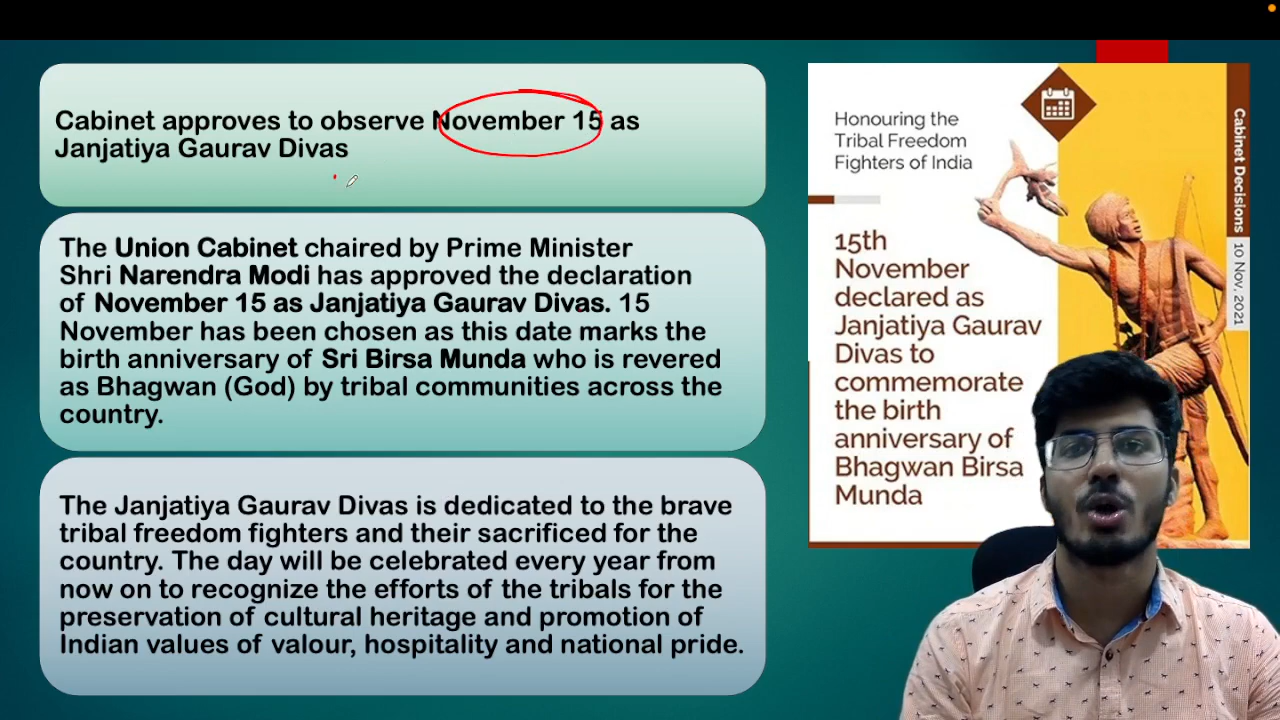 Cabinet approves to observe November 15 as
Janjatiya Gaurav Divas
The Union Cabinet chaired by Prime Minister
Shri Narendra Modi has approved the declaration
of November 15 as Janjatiya Gaurav Divas. 15
November has been chosen as this date marks the
birth anniversary of Sri Birsa Munda who is revered
as Bhagwan (God) by tribal communities across the
country.
The Janjatiya Gaurav Divas is dedicated to the brave
tribal freedom fighters and their sacrificed for the
country. The day will be celebrated every year from
now on to recognize the efforts of the tribals for the
preservation of cultural heritage and promotion of
Indian values of valour, hospitality and national pride.
Honouring the
Tribal Freedom
Fighters of India
15th
November
declared as
Janjatiya Gaurav
Divas to
commemorate
the birth
anniversary of
Bhagwan Birsa
Munda
Cabinet Decisions
10 Nov, 2021